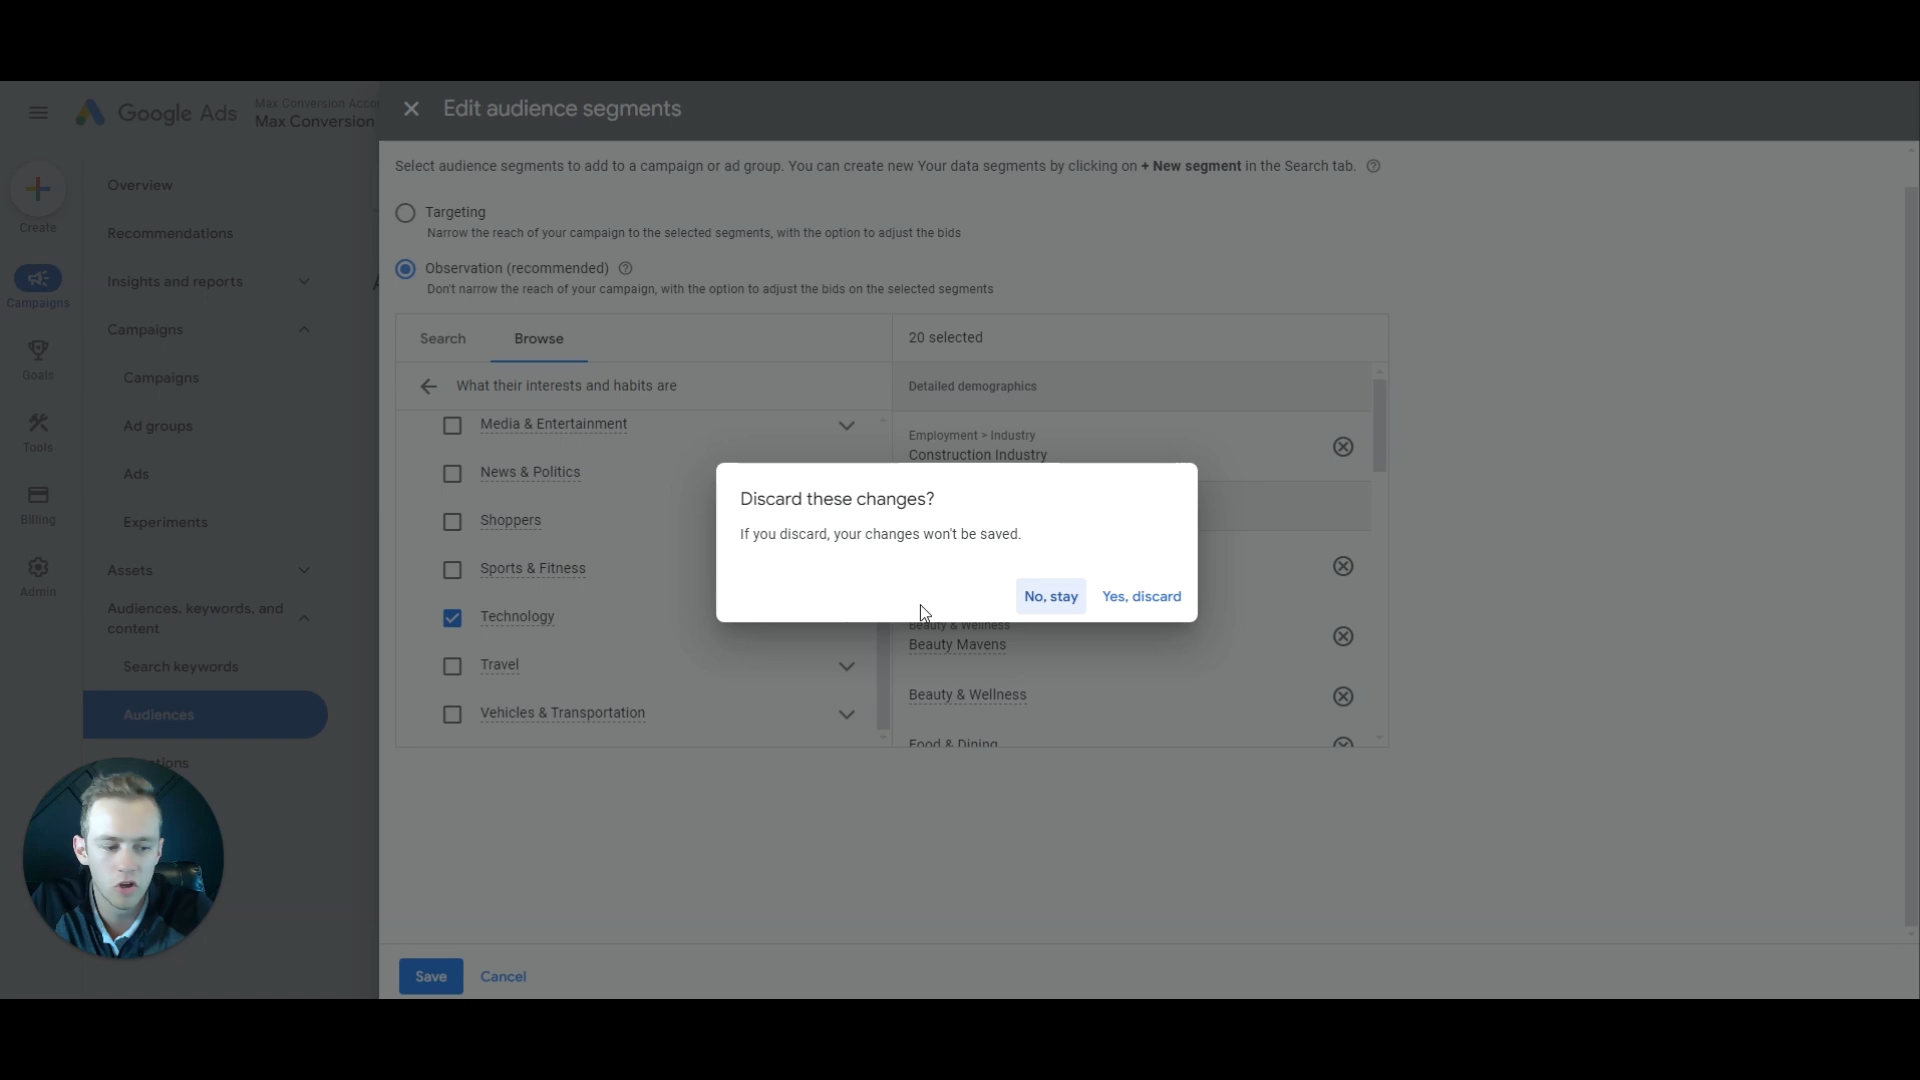 Google Ads
Max Conversion Acco
Max Conversion
Edit audience segments
Create
Campaigns
Goals
Tools
Billing
Admin
Overview
Recommendations
Insights and reports
Campaigns
Campaigns
Ad groups
Ads
Experiments
Assets
Audiences, keywords, and
content
Search keywords
Audiences
Select audience segments to add to a campaign or ad group. You can create new Your data segments by clicking on + New segment in the Search tab.
Targeting
Narrow the reach of your campaign to the selected segments, with the option to adjust the bids
Observation (recommended)
Don't narrow the reach of your campaign, with the option to adjust the bids on the selected segments
Search
Browse
20 selected
What their interests and habits are
Detailed demographics
Media & Entertainment
News & Politics
Shoppers
Sports & Fitness
Technology
Travel
Vehicles & Transportation
Employment > Industry
Construction Industry
Discard these changes?
If you discard, your changes won't be saved.
No, stay
Yes, discard
Beauty & Wellness
Beauty Mavens
Beauty & Wellness
Food & Dining
Save
Cancel